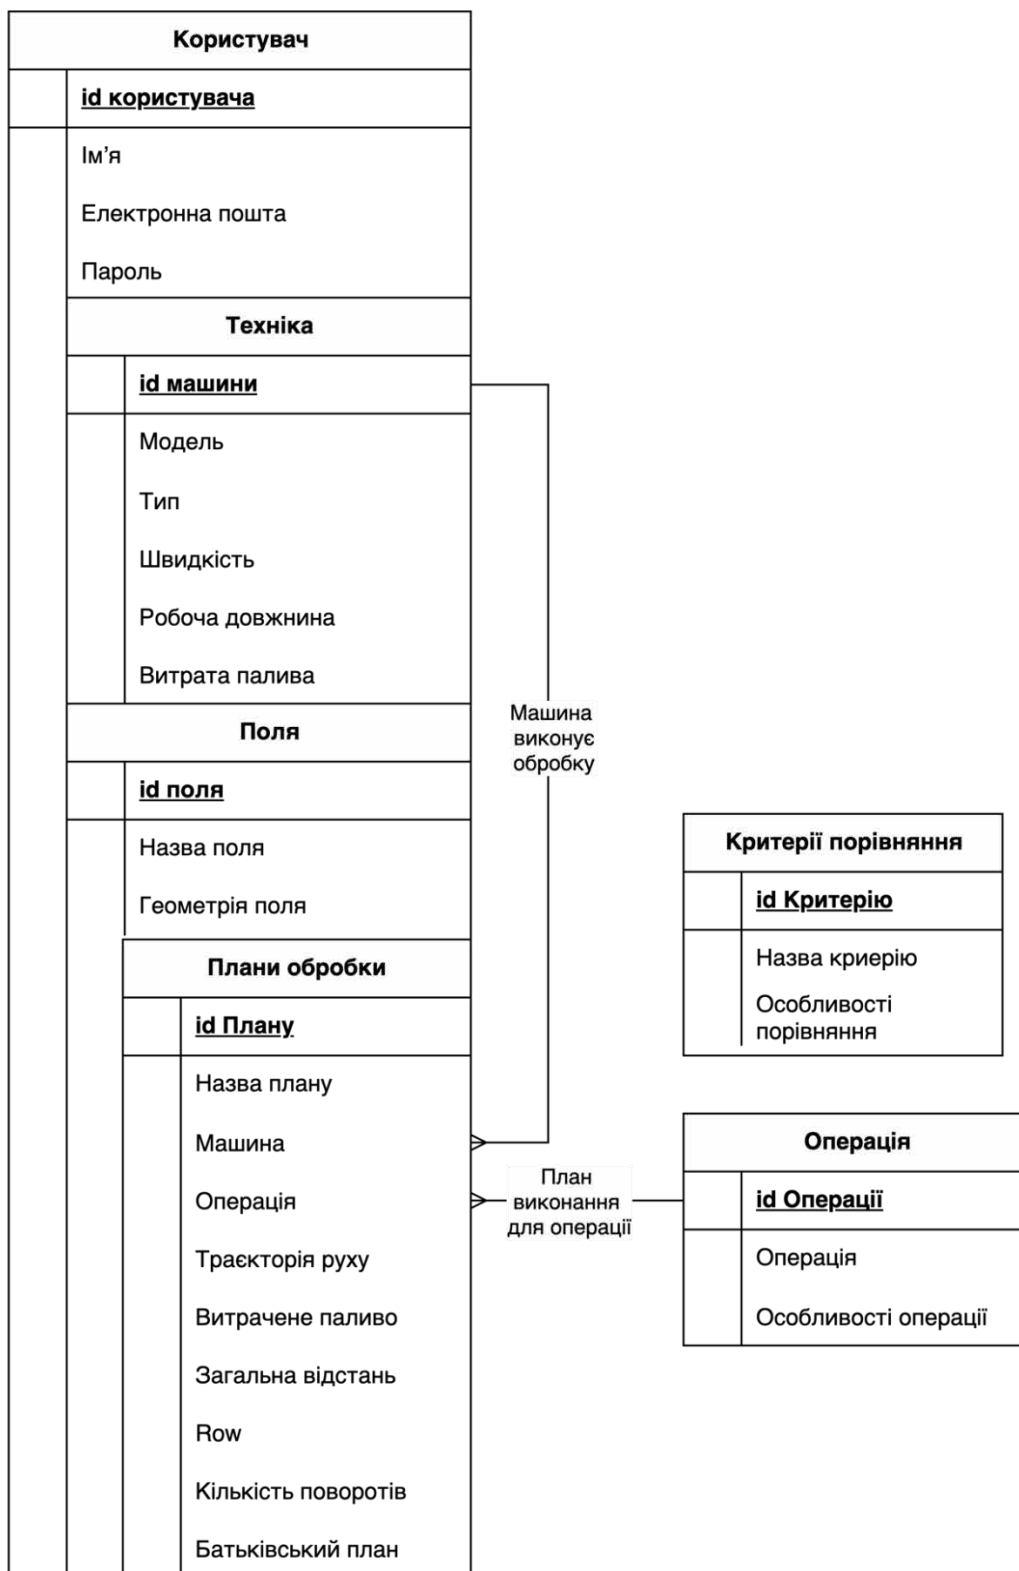 Користувач
id користувача
Ім’я
Електронна пошта
Пароль
Техніка
id машини
Модель
Тип
Швидкість
Робоча довжнина
Витрата палива
Поля
id поля
Назва поля
Геометрія поля
Плани обробки
id Плану
Назва плану
Машина
Операція
Траєкторія руху
Витрачене паливо
Загальна відстань
Row
Кількість поворотів
Батьківський план
Машина
виконує
обробку
План
виконання
для операції
Критерії порівняння
id Критерію
Назва криерію
Особливості
порівняння
Операція
id Операції
Операція
Особливості операції